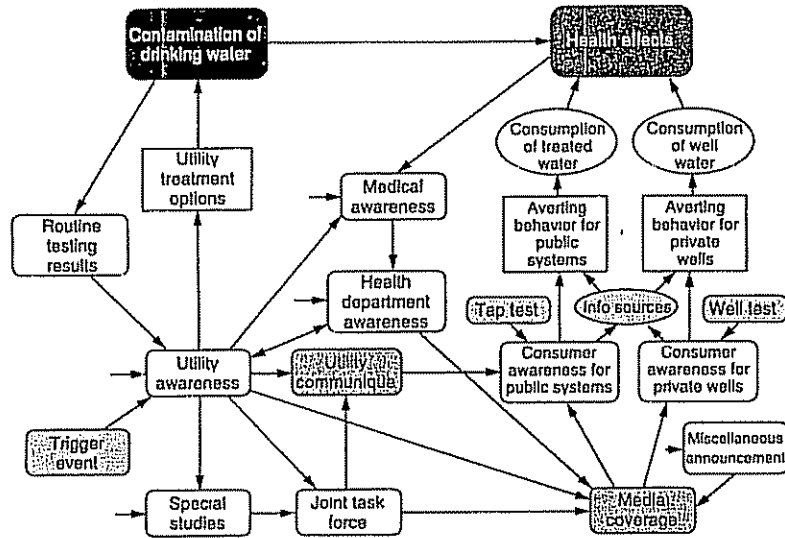 Contamination of
drinking water
Health effects
Consumption
of treated
water
Consumption
of well
water
Utility
treatment
options
Medical
awareness
Routine
testing
results
Averting
behavior for
public
systems
Averting
behavior for
private
wells
Health
department
awareness
Tap test
Info sources
Well test
Utility
awareness
Utility
communique
Consumer
awareness for
public systems
Consumer
awareness for
private wells
Trigger
event
Miscellaneous
announcement
Special
studies
Joint task
force
Media
coverage